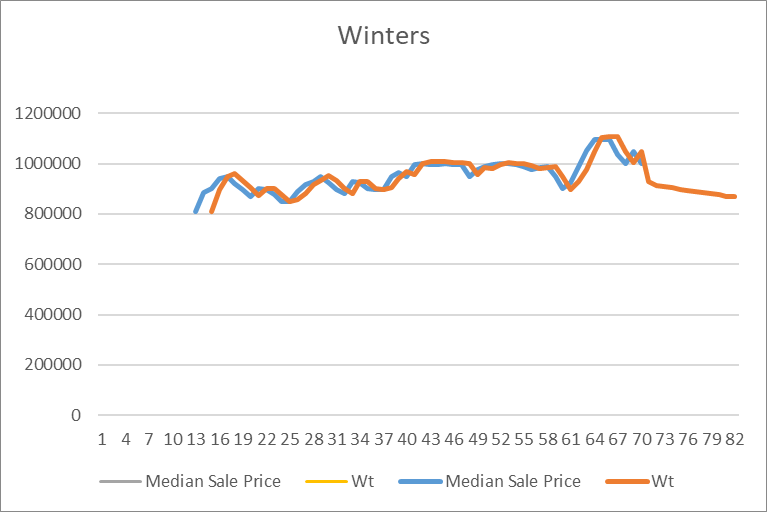 Winters
1200000
1000000
800000
600000
400000
200000
0
1 4 7 10 13 16 19 22 25 28 31 34 37 40 43 46 49 52 55 58 61 64 67 70 73 76 79 82
Median Sale Price Wt Median Sale Price Wt